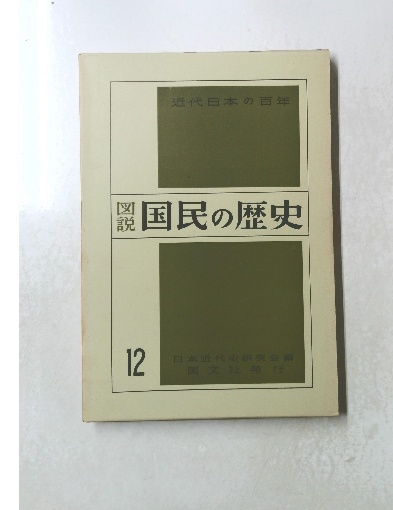 近代日本の百年
図説 国民の歴史
12
日本近代史研究会編
国文社発行